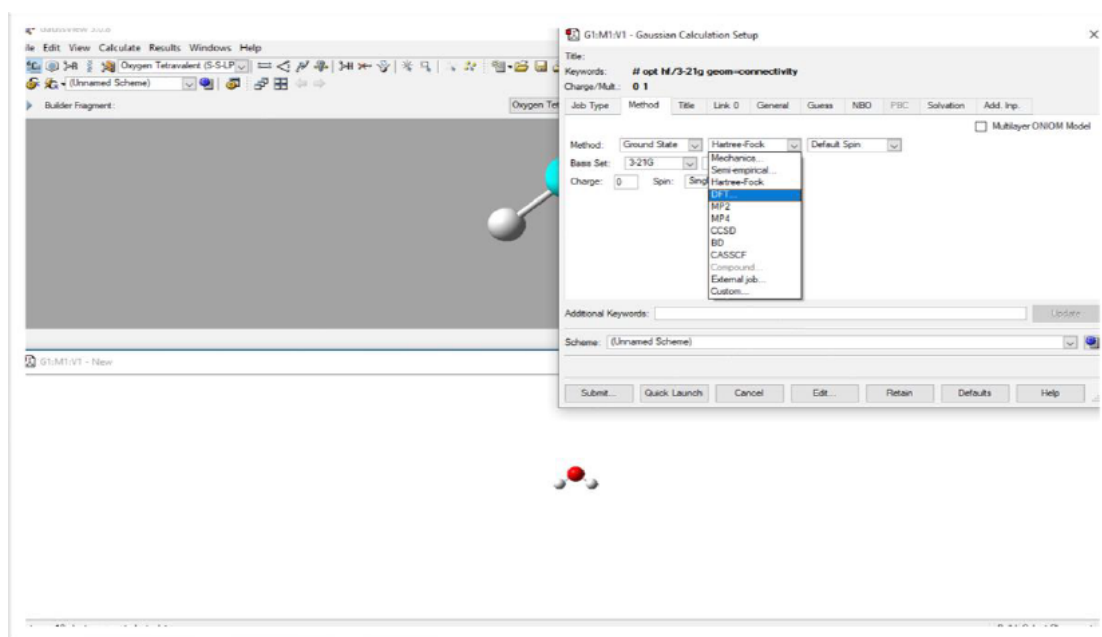 Edit View Calculate Results Windows Help
Oxygen Tetravalent (S-S-LP
(Unnamed Scheme)
Builder Fragment:
Oxygen Tet
G1:M1:V1 - New
G1:M1:V1 - Gaussian Calculation Setup
Title:
Keywords: # opt hf/3-21g geom=connectivity
Charge/Mult.: 0 1
Job Type Method Title Link 0 General Guess NBO PBC Solvation Add. Inp.
Multilayer ONIOM Model
Method: Ground State Hartree-Fock Default Spin
Basis Set: 3-21G
Charge: 0 Spin: Singl
Mechanics...
Semi-empirical...
Hartree-Fock
DFT...
MP2
MP4
CCSD
BD
CASSCF
Compound...
External job...
Custom...
Additional Keywords: Update
Scheme: (Unnamed Scheme)
Submit... Quick Launch Cancel Edit... Retain Defaults Help